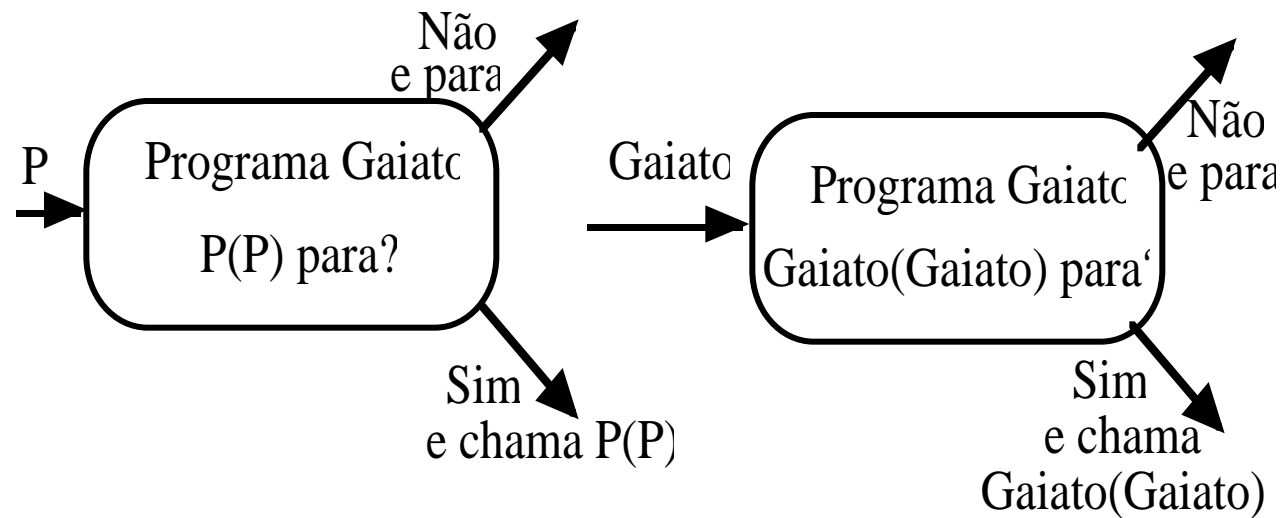 Não
e para
P
Programa Gaiato
P(P) para?
Sim
e chama P(P)
Gaiato
Programa Gaiato
Gaiato(Gaiato) para?
Não
e para
Sim
e chama
Gaiato(Gaiato)